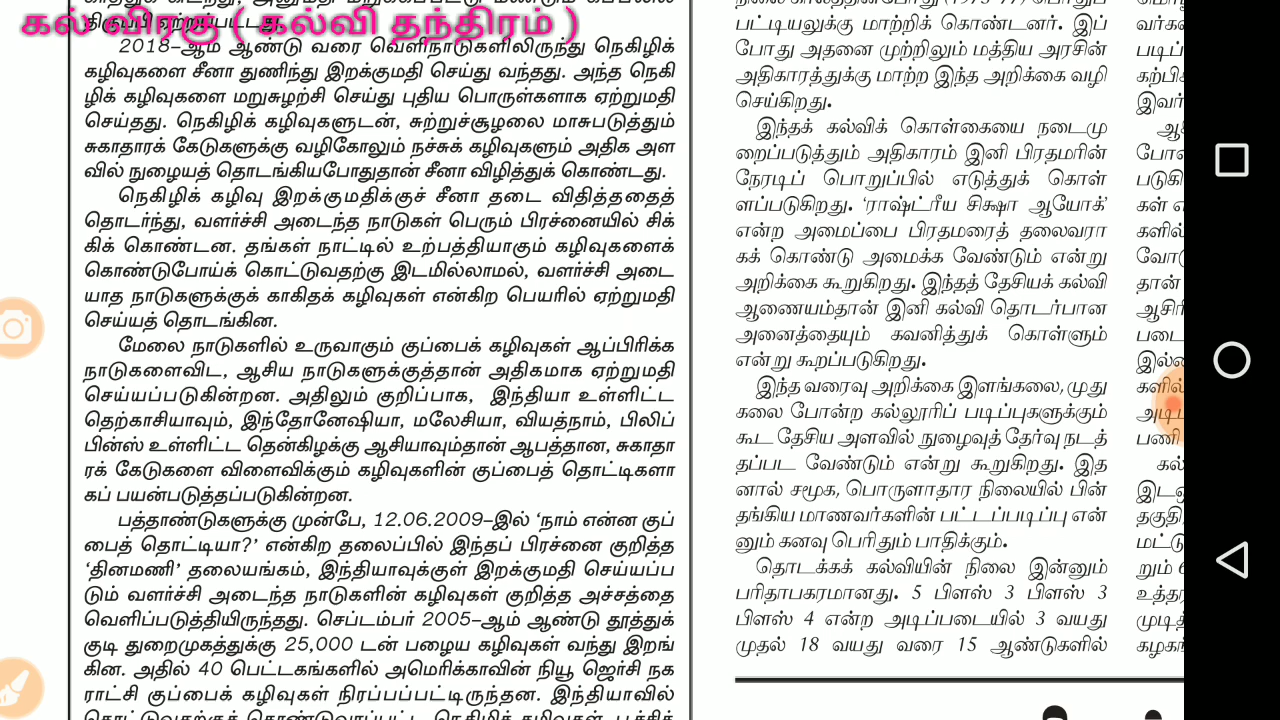 கல் விரகு ( கல்வி தந்திரம் )
2018–ஆம் ஆண்டு வரை வெளிநாடுகளிலிருந்து நெகிழிக்
கழிவுகளை சீனா துணிந்து இறக்குமதி செய்து வந்தது. அந்த நெகி
ழிக் கழிவுகளை மறுசுழற்சி செய்து புதிய பொருள்களாக ஏற்றுமதி
செய்தது. நெகிழிக் கழிவுகளுடன், சுற்றுச்சூழலை மாசுபடுத்தும்
சுகாதாரக் கேடுகளுக்கு வழிகோலும் நச்சுக் கழிவுகளும் அதிக அள
வில் நுழையத் தொடங்கியபோதுதான் சீனா விழித்துக் கொண்டது.
நெகிழிக் கழிவு இறக்குமதிக்குச் சீனா தடை விதித்ததைத்
தொடர்ந்து, வளர்ச்சி அடைந்த நாடுகள் பெரும் பிரச்னையில் சிக்
கிக் கொண்டன. தங்கள் நாட்டில் உற்பத்தியாகும் கழிவுகளைக்
கொண்டுபோய்க் கொட்டுவதற்கு இடமில்லாமல், வளர்ச்சி அடை
யாத நாடுகளுக்குக் காகிதக் கழிவுகள் என்கிற பெயரில் ஏற்றுமதி
செய்யத் தொடங்கின.
மேலை நாடுகளில் உருவாகும் குப்பைக் கழிவுகள் ஆப்பிரிக்க
நாடுகளைவிட, ஆசிய நாடுகளுக்குத்தான் அதிகமாக ஏற்றுமதி
செய்யப்படுகின்றன. அதிலும் குறிப்பாக, இந்தியா உள்ளிட்ட
தெற்காசியாவும், இந்தோனேஷியா, மலேசியா, வியத்நாம், பிலிப்
பின்ஸ் உள்ளிட்ட தென்கிழக்கு ஆசியாவும்தான் ஆபத்தான, சுகாதா
ரக் கேடுகளை விளைவிக்கும் கழிவுகளின் குப்பைத் தொட்டிகளா
கப் பயன்படுத்தப்படுகின்றன.
பத்தாண்டுகளுக்கு முன்பே, 12.06.2009–இல் ‘நாம் என்ன குப்
பைத் தொட்டியா?’ என்கிற தலைப்பில் இந்தப் பிரச்னை குறித்த
‘தினமணி’ தலையங்கம், இந்தியாவுக்குள் இறக்குமதி செய்யப்ப
டும் வளர்ச்சி அடைந்த நாடுகளின் கழிவுகள் குறித்த அச்சத்தை
வெளிப்படுத்தியிருந்தது. செப்டம்பர் 2005–ஆம் ஆண்டு தூத்துக்
குடி துறைமுகத்துக்கு 25,000 டன் பழைய கழிவுகள் வந்து இறங்
கின. அதில் 40 பெட்டகங்களில் அமெரிக்காவின் நியூ ஜெர்சி நக
ராட்சி குப்பைக் கழிவுகள் நிரப்பப்பட்டிருந்தன. இந்தியாவில்
பட்டியலுக்கு மாற்றிக் கொண்டனர். இப்
போது அதனை முற்றிலும் மத்திய அரசின்
அதிகாரத்துக்கு மாற்ற இந்த அறிக்கை வழி
செய்கிறது.
இந்தக் கல்விக் கொள்கையை நடைமு
றைப்படுத்தும் அதிகாரம் இனி பிரதமரின்
நேரடிப் பொறுப்பில் எடுத்துக் கொள்
ளப்படுகிறது. ‘ராஷ்ட்ரீய சிக்ஷா ஆயோக்’
என்ற அமைப்பை பிரதமரைத் தலைவரா
கக் கொண்டு அமைக்க வேண்டும் என்று
அறிக்கை கூறுகிறது. இந்தத் தேசியக் கல்வி
ஆணையம்தான் இனி கல்வி தொடர்பான
அனைத்தையும் கவனித்துக் கொள்ளும்
என்று கூறப்படுகிறது.
இந்த வரைவு அறிக்கை இளங்கலை, முது
கலை போன்ற கல்லூரிப் படிப்புகளுக்கும்
கூட தேசிய அளவில் நுழைவுத் தேர்வு நடத்
தப்பட வேண்டும் என்று கூறுகிறது. இத
னால் சமூக, பொருளாதார நிலையில் பின்
தங்கிய மாணவர்களின் பட்டப்படிப்பு என்
னும் கனவு பெரிதும் பாதிக்கும்.
தொடக்கக் கல்வியின் நிலை இன்னும்
பரிதாபகரமானது. 5 பிளஸ் 3 பிளஸ் 3
பிளஸ் 4 என்ற அடிப்படையில் 3 வயது
முதல் 18 வயது வரை 15 ஆண்டுகளில்